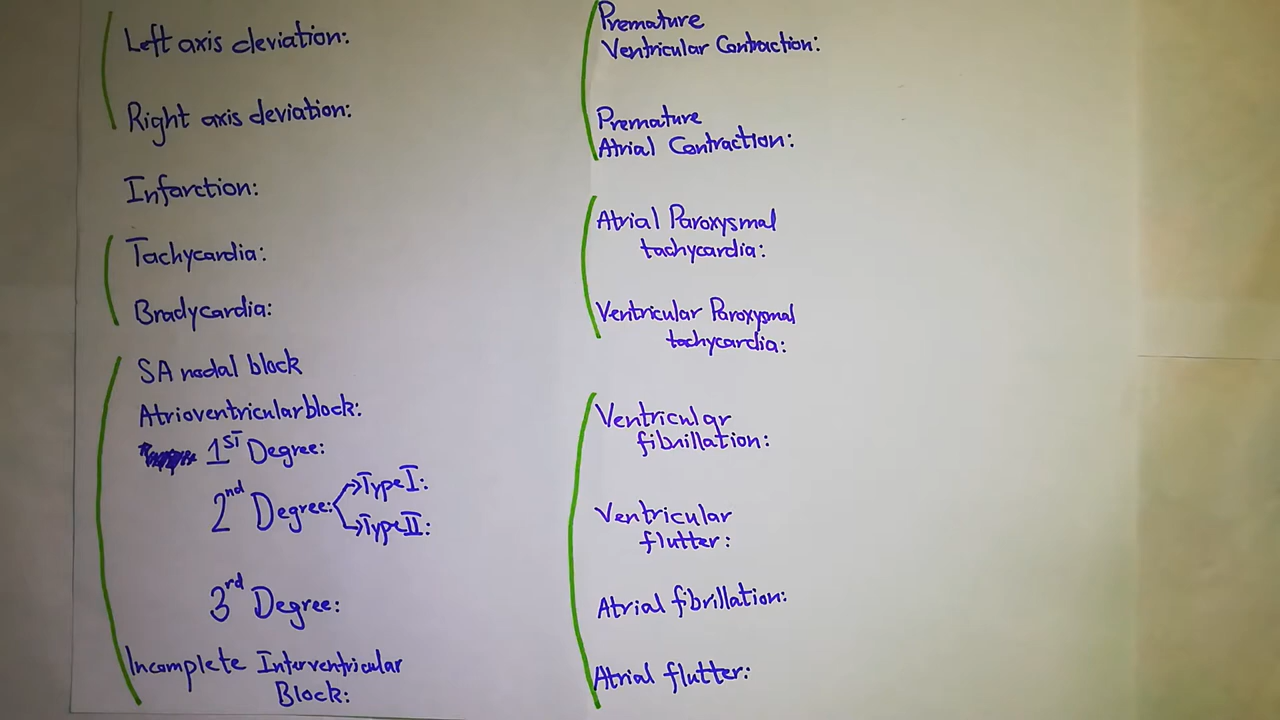 Left axis deviation:
Right axis deviation:
Infarction:
Tachycardia:
Bradycardia:
SA nodal block
Atrioventricular block:
1ST Degree:
2nd Degree:
Type I:
Type II:
3rd Degree:
Incomplete Interventricular
Block:
Premature
Ventricular Contraction:
Premature
Atrial Contraction:
Atrial Paroxysmal
tachycardia:
Ventricular Paroxysmal
tachycardia:
Ventricular
fibrillation:
Ventricular
flutter:
Atrial fibrillation:
Atrial flutter: